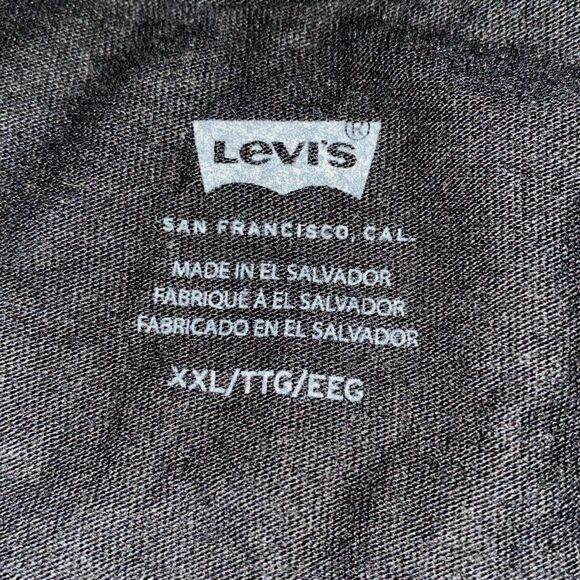 Levi's®
SAN FRANCISCO, CAL.
MADE IN EL SALVADOR
FABRIQUÉ À EL SALVADOR
FABRICADO EN EL SALVADOR
XXL/TTG/EEG